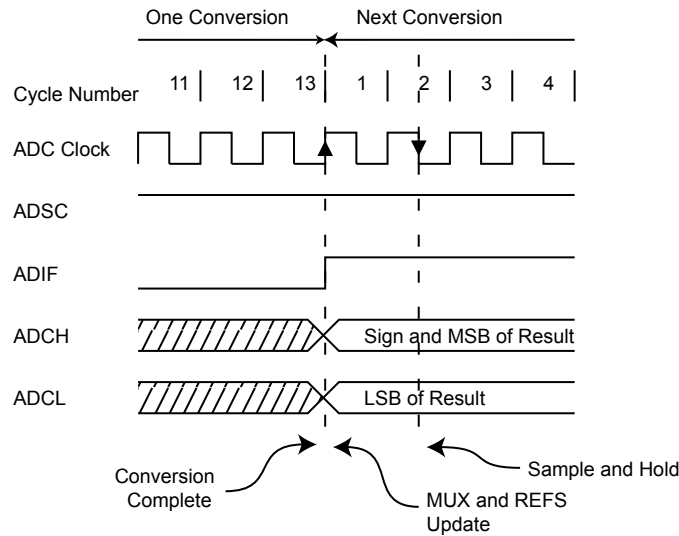 One Conversion Next Conversion
Cycle Number 11 12 13 1 2 3 4
ADC Clock
ADSC
ADIF
ADCH Sign and MSB of Result
ADCL LSB of Result
Conversion
Complete
MUX and REFS
Update
Sample and Hold